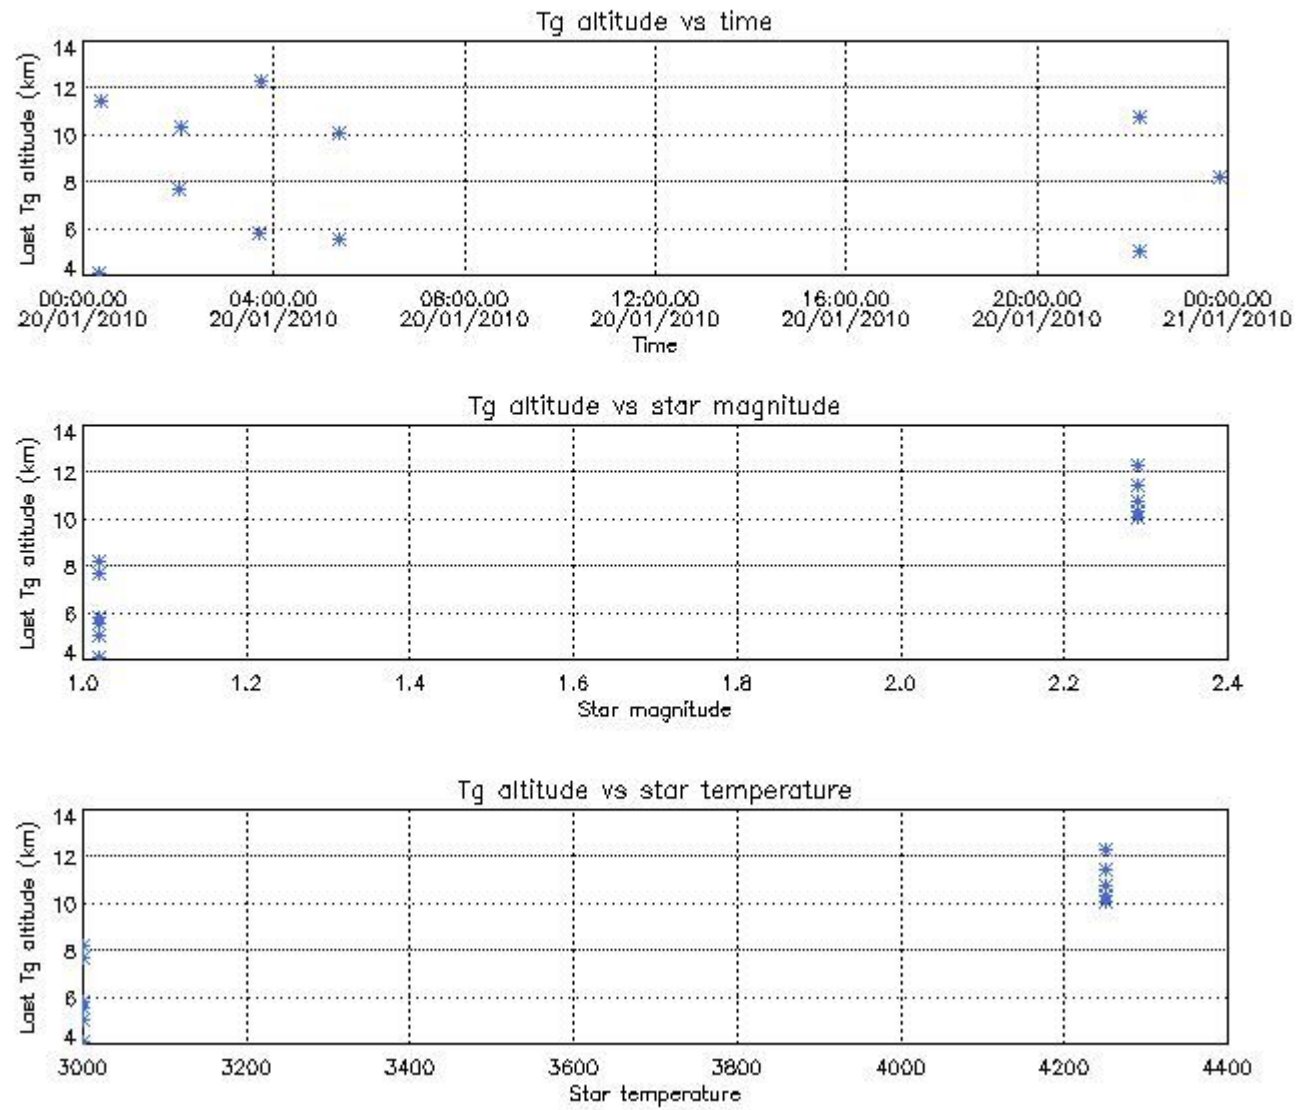 Tg altitude vs time
Last Tg altitude (km)
14
12
10
8
6
4
00:00.00 04:00.00 08:00.00 12:00.00 16:00.00 20:00.00 00:00.00
20/01/2010 20/01/2010 20/01/2010 20/01/2010 20/01/2010 20/01/2010 21/01/2010
Time
Tg altitude vs star magnitude
Last Tg altitude (km)
14
12
10
8
6
4
1.0 1.2 1.4 1.6 1.8 2.0 2.2 2.4
Star magnitude
Tg altitude vs star temperature
Last Tg altitude (km)
14
12
10
8
6
4
3000 3200 3400 3600 3800 4000 4200 4400
Star temperature